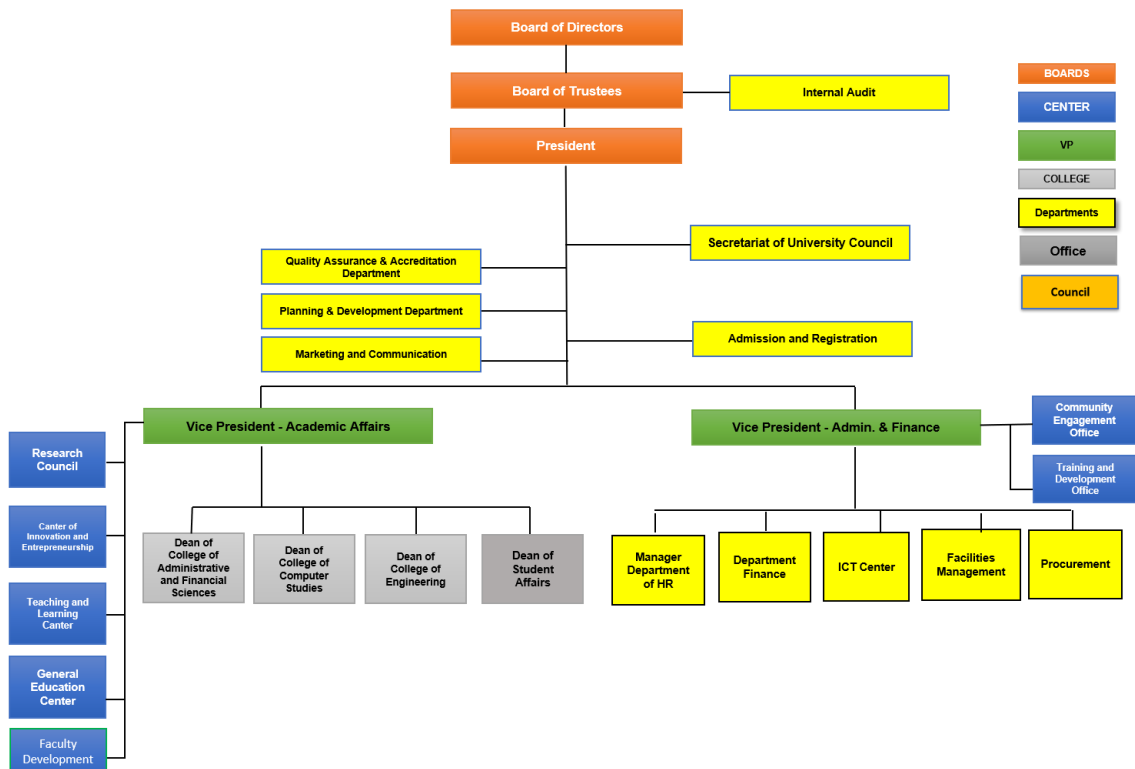 Board of Directors
Board of Trustees
Internal Audit
President
BOARDS
CENTER
VP
COLLEGE
Departments
Office
Council
Secretariat of University Council
Quality Assurance & Accreditation
Department
Planning & Development Department
Admission and Registration
Marketing and Communication
Vice President - Academic Affairs
Vice President - Admin. & Finance
Community
Engagement
Office
Training and
Development
Office
Research
Council
Canter of
Innovation and
Entrepreneurship
Teaching and
Learning
Canter
General
Education
Center
Faculty
Development
Dean of
College of
Administrative
and Financial
Sciences
Dean of
College of
Computer
Studies
Dean of
College of
Engineering
Dean of
Student
Affairs
Manager
Department
of HR
Department
Finance
ICT Center
Facilities
Management
Procurement